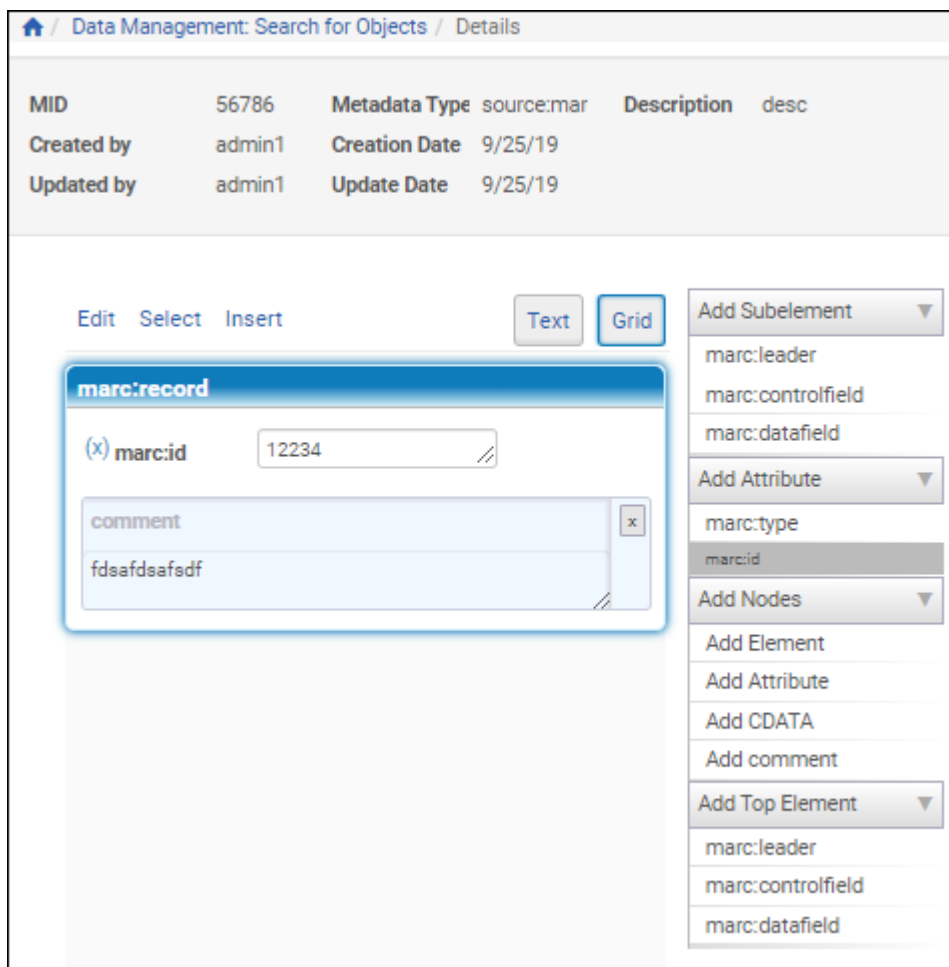 / Data Management: Search for Objects / Details
MID 56786 Metadata Type source:mar Description desc
Created by admin1 Creation Date 9/25/19
Updated by admin1 Update Date 9/25/19
Edit Select Insert Text Grid
marc:record
(x) marc:id 12234
comment x
fdsafdsafsdf
Add Subelement
marc:leader
marc:controlfield
marc:datafield
Add Attribute
marc:type
marc:id
Add Nodes
Add Element
Add Attribute
Add CDATA
Add comment
Add Top Element
marc:leader
marc:controlfield
marc:datafield